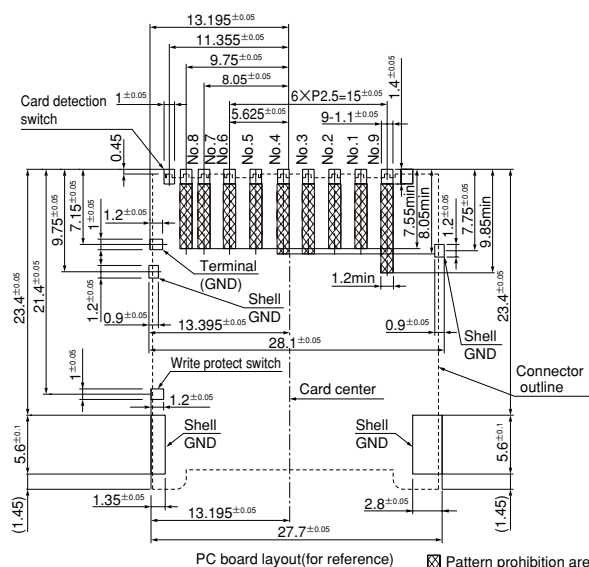 13.195±0.05
11.355±0.05
9.75±0.05
8.05±0.05
6×P2.5=15±0.05
1.4±0.05
1±0.05
5.625±0.05
9-1.1±0.05
Card detection
switch
0.45
No.8
No.7
No.6
No.5
No.4
No.3
No.2
No.1
No.9
23.4±0.05
21.4±0.05
9.75±0.05
7.15±0.05
1±0.05
1.2±0.05
1.2±0.05
Terminal
(GND)
Shell
GND
0.9±0.05
13.395±0.05
28.1±0.05
7.55min
8.05min
1.2±0.05
7.75±0.05
9.85min
23.4±0.05
1.2min
0.9±0.05
Shell
GND
Write protect switch
1±0.05
1.2±0.05
Card center
Connector
outline
Shell
GND
Shell
GND
5.6±0.1
(1.45)
5.6±0.1
(1.45)
1.35±0.05
13.195±0.05
2.8±0.05
27.7±0.05
PC board layout(for reference)
Pattern prohibition are